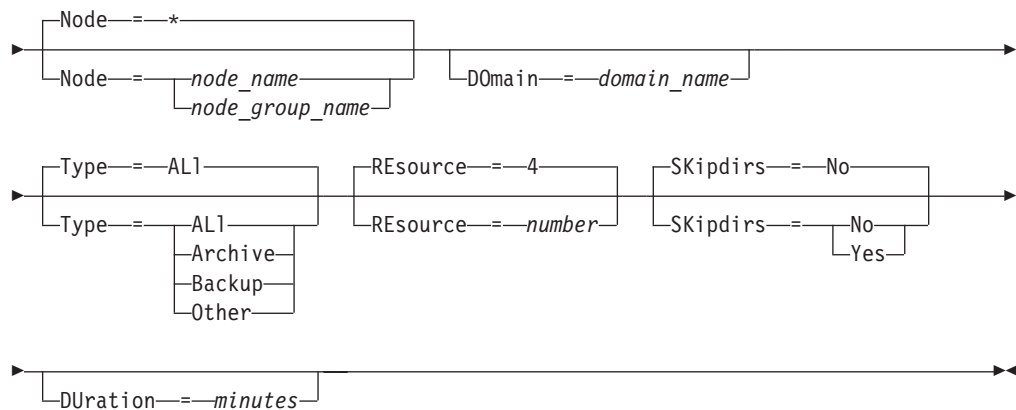 Node = *
Node = node_name
node_group_name
DOmain = domain_name
Type = ALl
Type = ALl
Archive
Backup
Other
REsource = 4
REsource = number
SKipdirs = No
SKipdirs = No
Yes
DUration = minutes